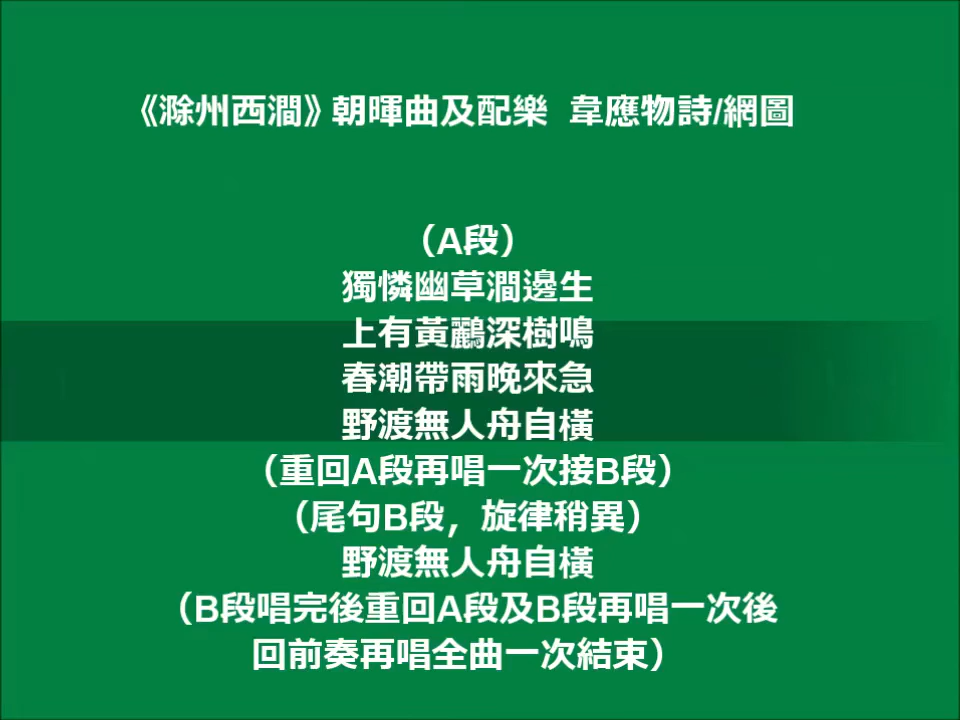 《滁州西澗》朝暉曲及配樂 韋應物詩/網圖
（A段）
獨憐幽草澗邊生
上有黃鸝深樹鳴
春潮帶雨晚來急
野渡無人舟自橫
（重回A段再唱一次接B段）
（尾句B段，旋律稍異）
野渡無人舟自橫
（B段唱完後重回A段及B段再唱一次後
回前奏再唱全曲一次結束）